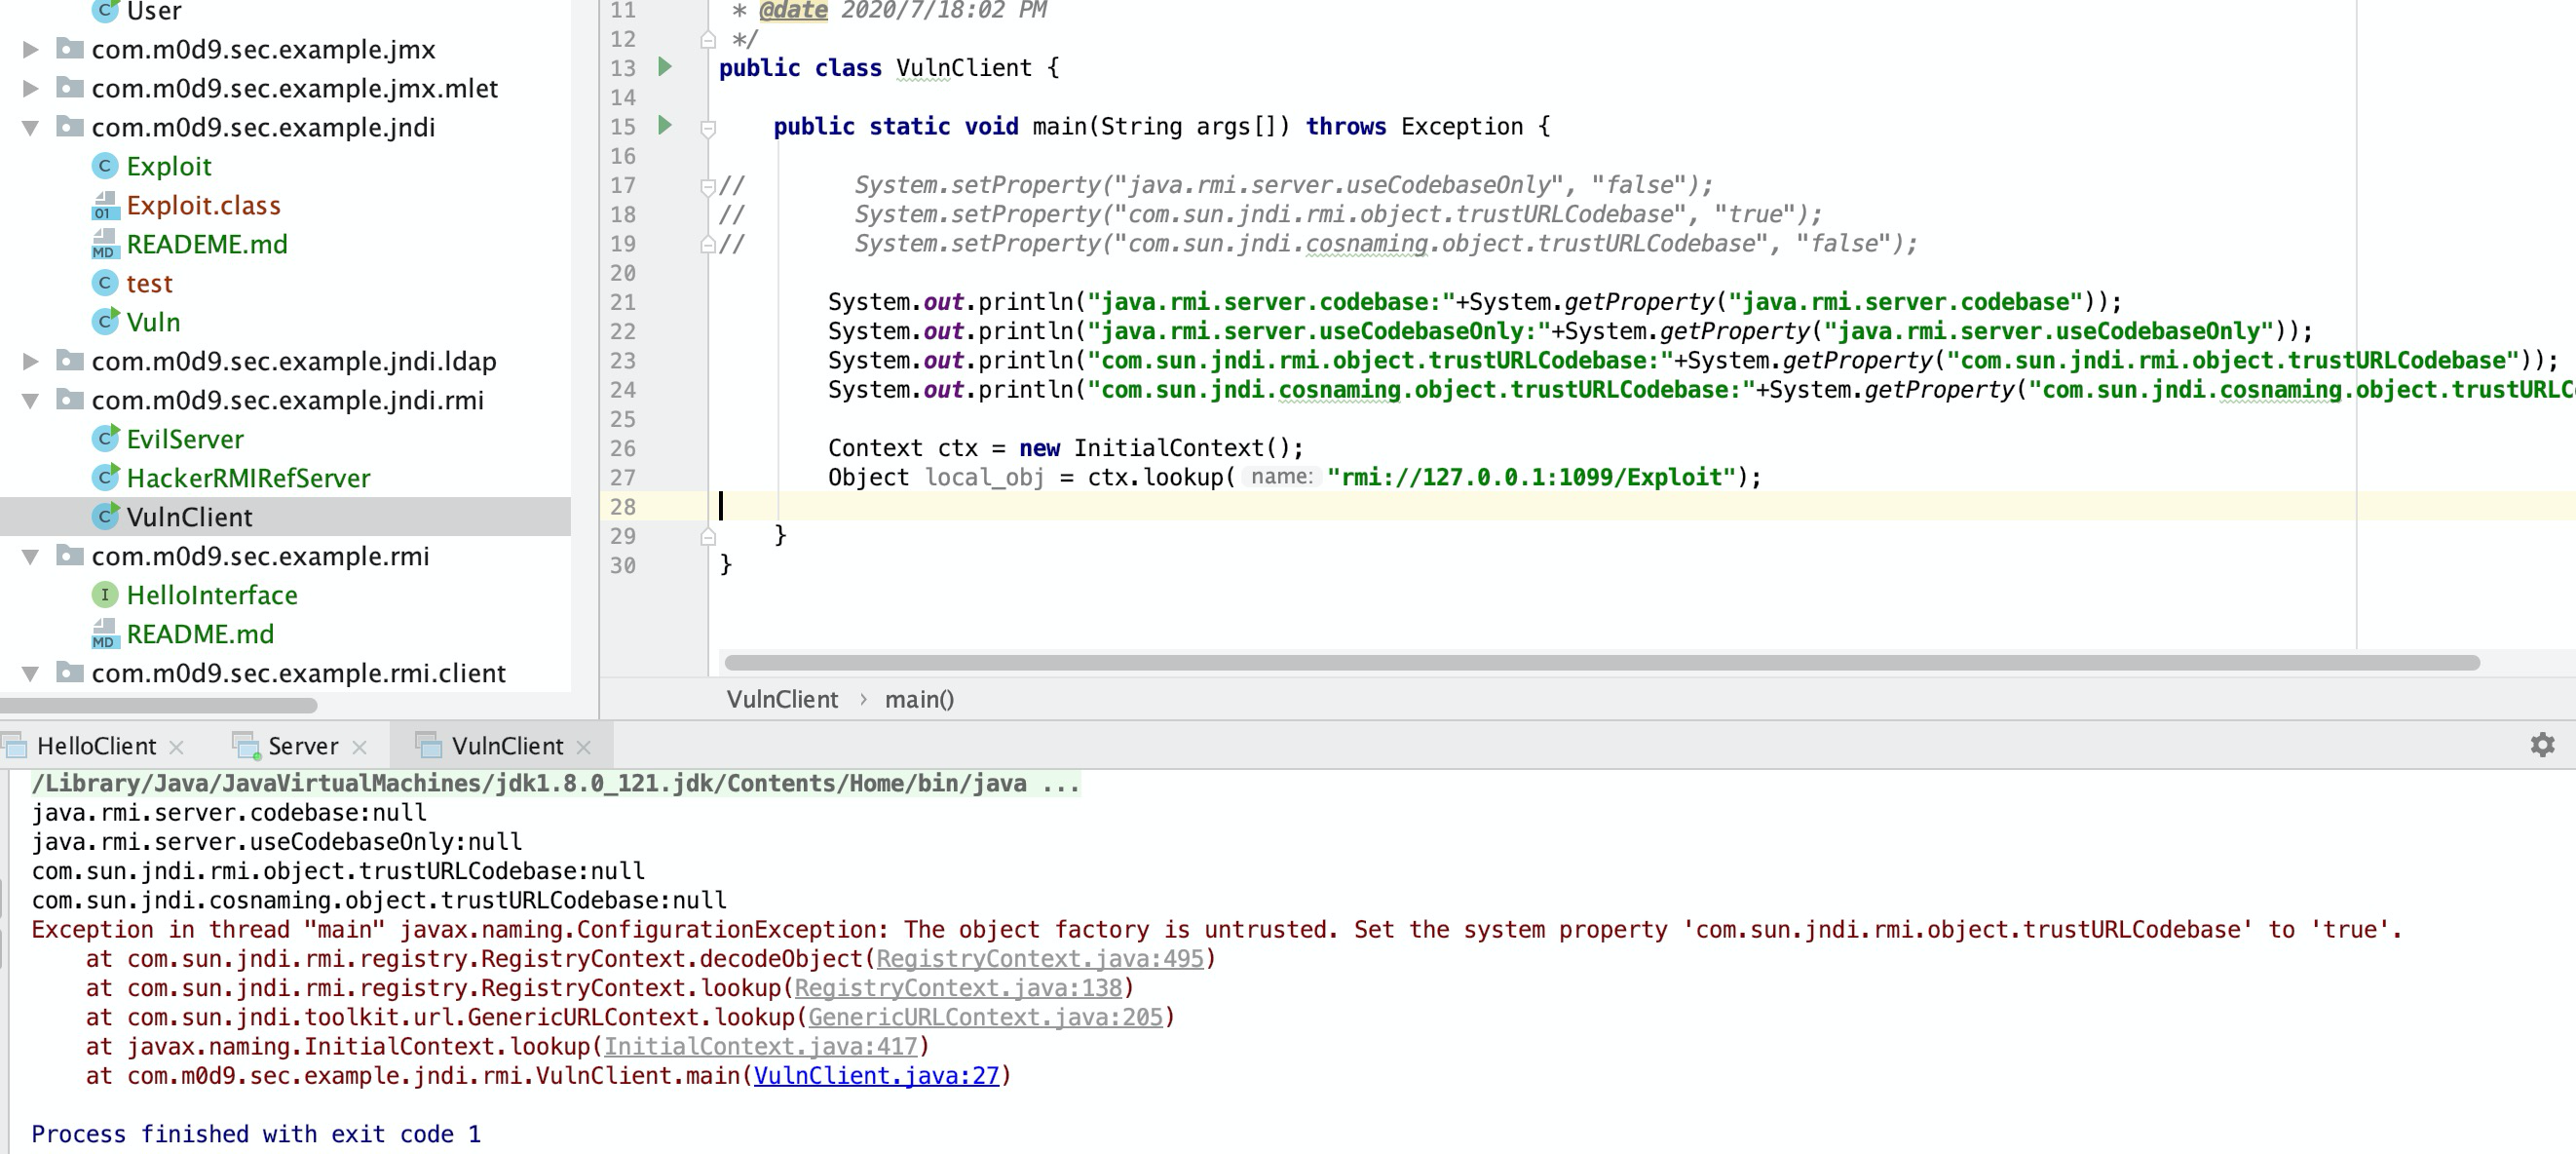 User
com.m0d9.sec.example.jmx
com.m0d9.sec.example.jmx.mlet
com.m0d9.sec.example.jndi
Exploit
Exploit.class
READEME.md
test
Vuln
com.m0d9.sec.example.jndi.ldap
com.m0d9.sec.example.jndi.rmi
EvilServer
HackerRMIRefServer
VulnClient
com.m0d9.sec.example.rmi
HelloInterface
README.md
com.m0d9.sec.example.rmi.client
11 * @date 2020/7/18:02 PM
12 */
13 public class VulnClient {
14
15 public static void main(String args[]) throws Exception {
16
17 // System.setProperty("java.rmi.server.useCodebaseOnly", "false");
18 // System.setProperty("com.sun.jndi.rmi.object.trustURLCodebase", "true");
19 // System.setProperty("com.sun.jndi.cosnaming.object.trustURLCodebase", "false");
20
21 System.out.println("java.rmi.server.codebase:"+System.getProperty("java.rmi.server.codebase"));
22 System.out.println("java.rmi.server.useCodebaseOnly:"+System.getProperty("java.rmi.server.useCodebaseOnly"));
23 System.out.println("com.sun.jndi.rmi.object.trustURLCodebase:"+System.getProperty("com.sun.jndi.rmi.object.trustURLCodebase"));
24 System.out.println("com.sun.jndi.cosnaming.object.trustURLCodebase:"+System.getProperty("com.sun.jndi.cosnaming.object.trustURLC
25
26 Context ctx = new InitialContext();
27 Object local_obj = ctx.lookup( name: "rmi://127.0.0.1:1099/Exploit");
28
29 }
30 }
VulnClient › main()
HelloClient Server VulnClient
/Library/Java/JavaVirtualMachines/jdk1.8.0_121.jdk/Contents/Home/bin/java ...
java.rmi.server.codebase:null
java.rmi.server.useCodebaseOnly:null
com.sun.jndi.rmi.object.trustURLCodebase:null
com.sun.jndi.cosnaming.object.trustURLCodebase:null
Exception in thread "main" javax.naming.ConfigurationException: The object factory is untrusted. Set the system property 'com.sun.jndi.rmi.object.trustURLCodebase' to 'true'.
at com.sun.jndi.rmi.registry.RegistryContext.decodeObject(RegistryContext.java:495)
at com.sun.jndi.rmi.registry.RegistryContext.lookup(RegistryContext.java:138)
at com.sun.jndi.toolkit.url.GenericURLContext.lookup(GenericURLContext.java:205)
at javax.naming.InitialContext.lookup(InitialContext.java:417)
at com.m0d9.sec.example.jndi.rmi.VulnClient.main(VulnClient.java:27)
Process finished with exit code 1